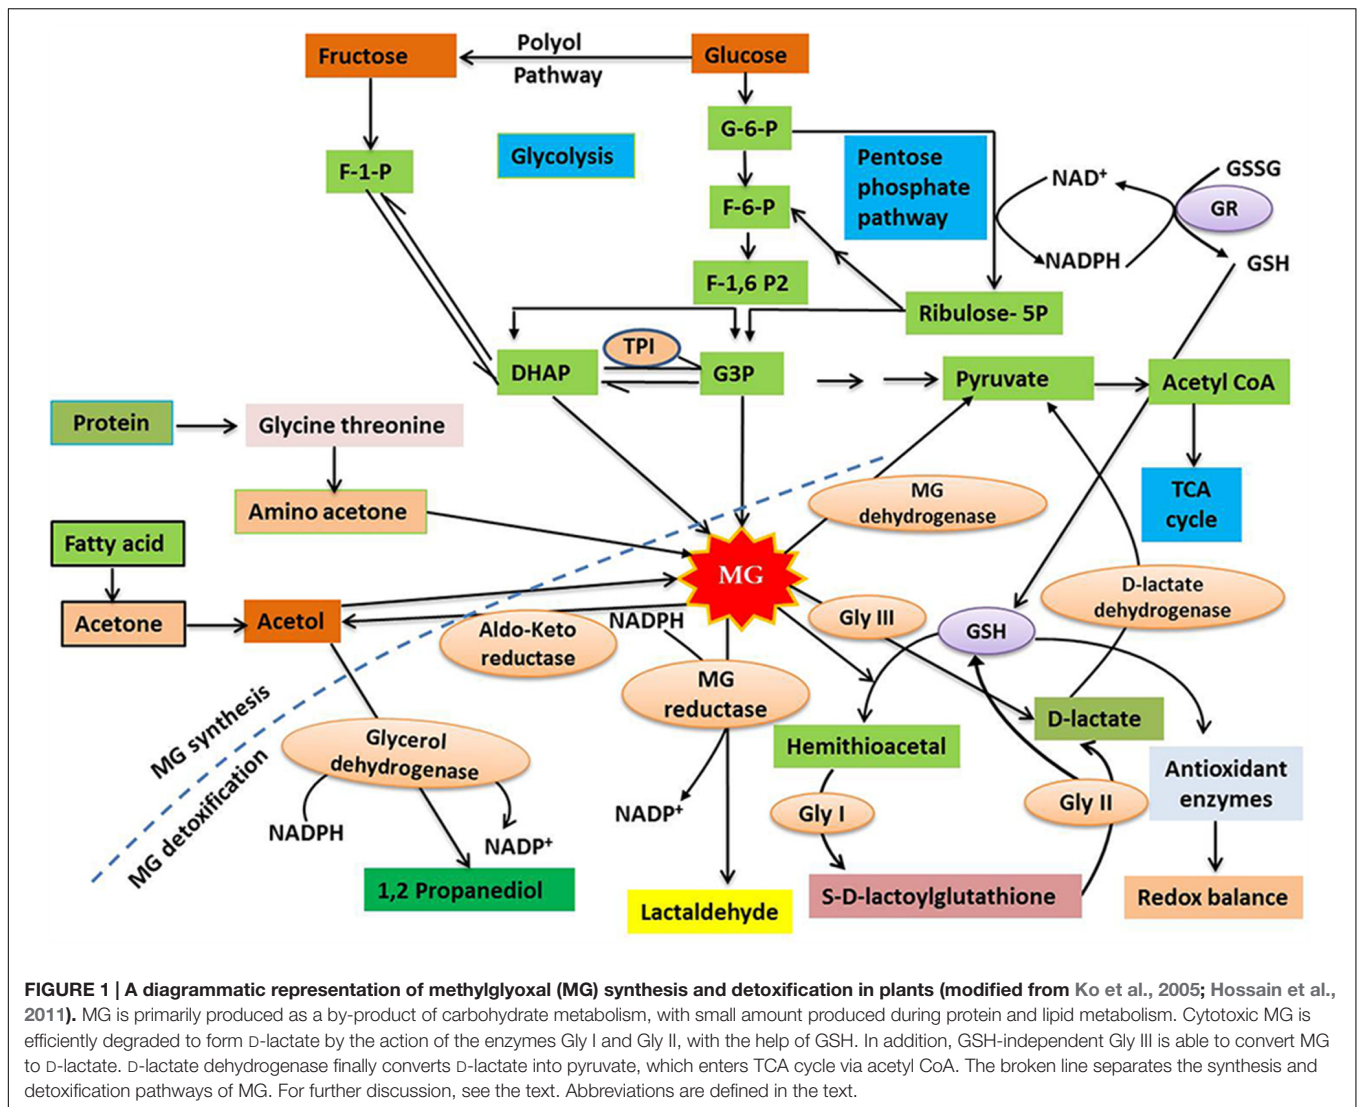 Fructose
Polyol
Pathway
Glucose
G-6-P
Glycolysis
Pentose
phosphate
pathway
F-1-P
NAD+
GSSG
GR
F-6-P
NADPH
GSH
F-1,6 P2
Ribulose- 5P
TPI
DHAP
G3P
Pyruvate
Acetyl CoA
Protein
Glycine threonine
Amino acetone
MG
dehydrogenase
TCA
cycle
Fatty acid
MG
Acetone
Acetol
Aldo-Keto
reductase
NADPH
Gly III
GSH
D-lactate
dehydrogenase
MG
reductase
MG synthesis
MG detoxification
Glycerol
dehydrogenase
NADPH
NADP+
NADP+
Hemithioacetal
D-lactate
Gly I
Gly II
Antioxidant
enzymes
1,2 Propanediol
Lactaldehyde
S-D-lactoylglutathione
Redox balance
FIGURE 1 | A diagrammatic representation of methylglyoxal (MG) synthesis and detoxification in plants (modified from Ko et al., 2005; Hossain et al.,
2011). MG is primarily produced as a by-product of carbohydrate metabolism, with small amount produced during protein and lipid metabolism. Cytotoxic MG is
efficiently degraded to form D-lactate by the action of the enzymes Gly I and Gly II, with the help of GSH. In addition, GSH-independent Gly III is able to convert MG
to D-lactate. D-lactate dehydrogenase finally converts D-lactate into pyruvate, which enters TCA cycle via acetyl CoA. The broken line separates the synthesis and
detoxification pathways of MG. For further discussion, see the text. Abbreviations are defined in the text.